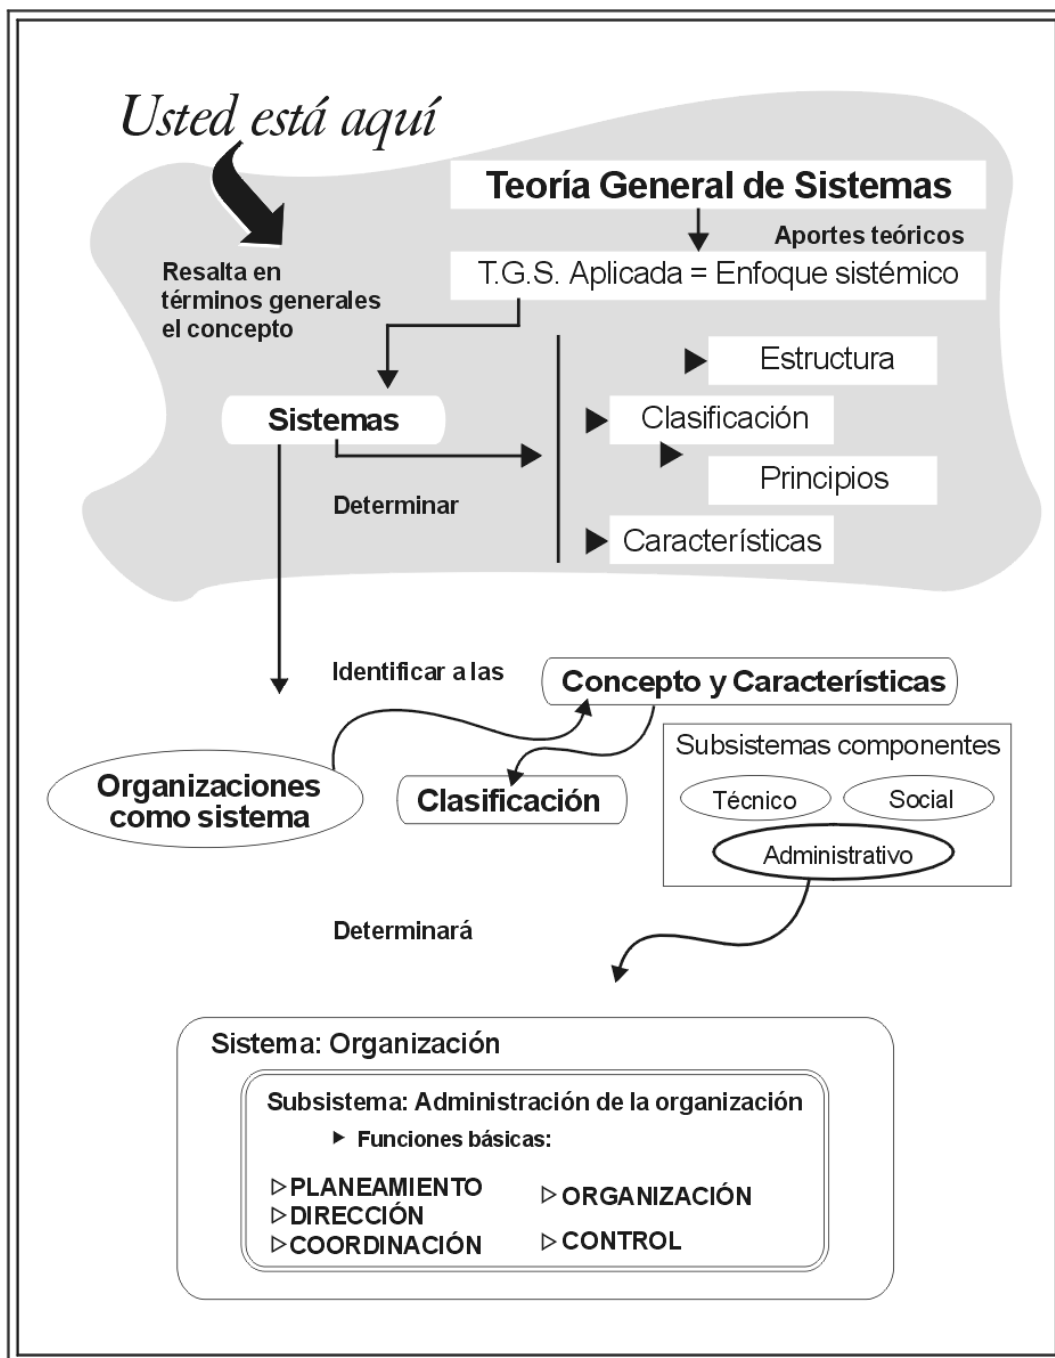 Usted está aquí
Teoría General de Sistemas
Aportes teóricos
Resalta en
términos generales
el concepto
T.G.S. Aplicada = Enfoque sistémico
Estructura
Sistemas
Clasificación
Principios
Determinar
Características
Identificar a las
Concepto y Características
Subsistemas componentes
Organizaciones
como sistema
Clasificación
Técnico
Social
Administrativo
Determinará
Sistema: Organización
Subsistema: Administración de la organización
Funciones básicas:
PLANEAMIENTO
DIRECCIÓN
COORDINACIÓN
ORGANIZACIÓN
CONTROL